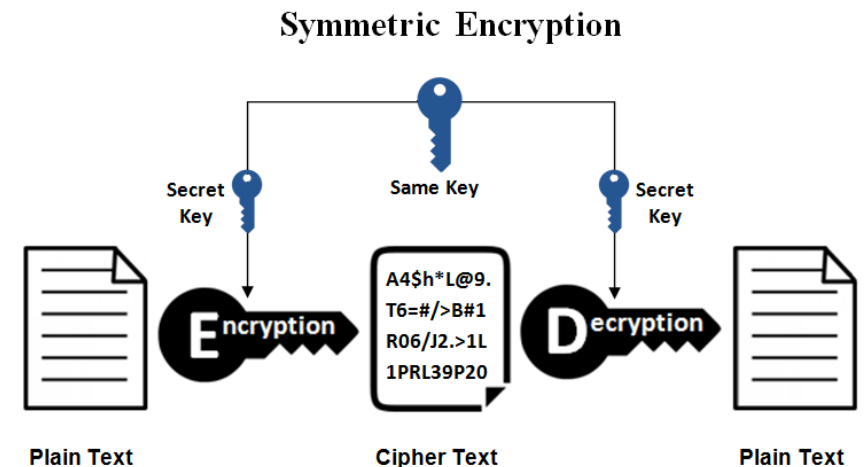 Symmetric Encryption
Secret
Key
Same Key
Secret
Key
Encryption
A4$h*L@9.
T6=#/>B#1
R06/J2.>1L
1PRL39P20
Decryption
Plain Text
Cipher Text
Plain Text